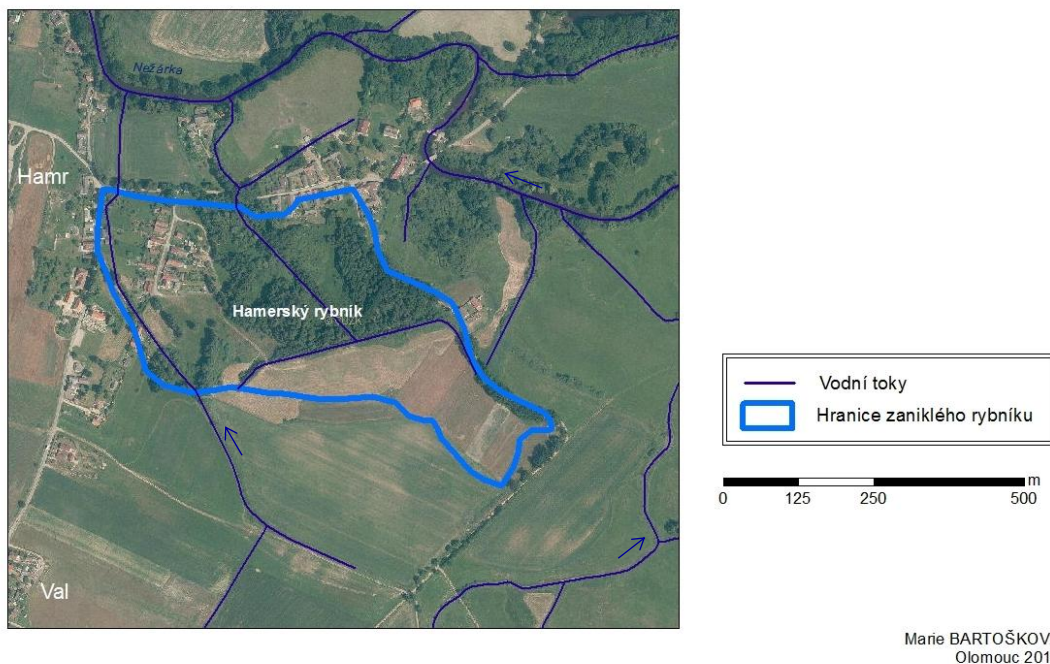 Nežárka
Hamr
Hamerský rybník
Val
Vodní toky
Hranice zaniklého rybníku
m
0 125 250 500
Marie BARTOŠKOV
Olomouc 201